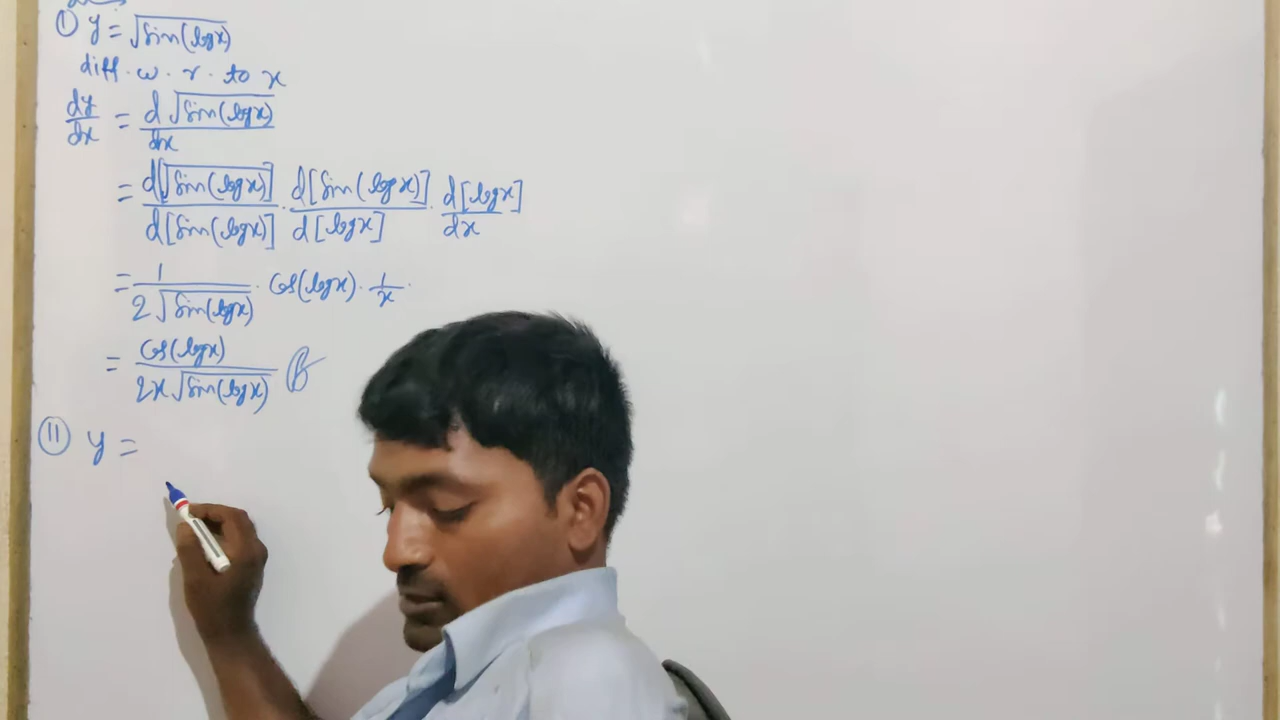 ① y = √sin(logx)
diff. w. r. to x
dy/dx = d √sin(logx)/dx
= d[√sin(logx)]/d[sin(logx)] · d[sin(logx)]/d[logx] · d[logx]/dx
= 1/2√sin(logx) · cos(logx) · 1/x.
= cos(logx)/2x√sin(logx)
⑪ y =